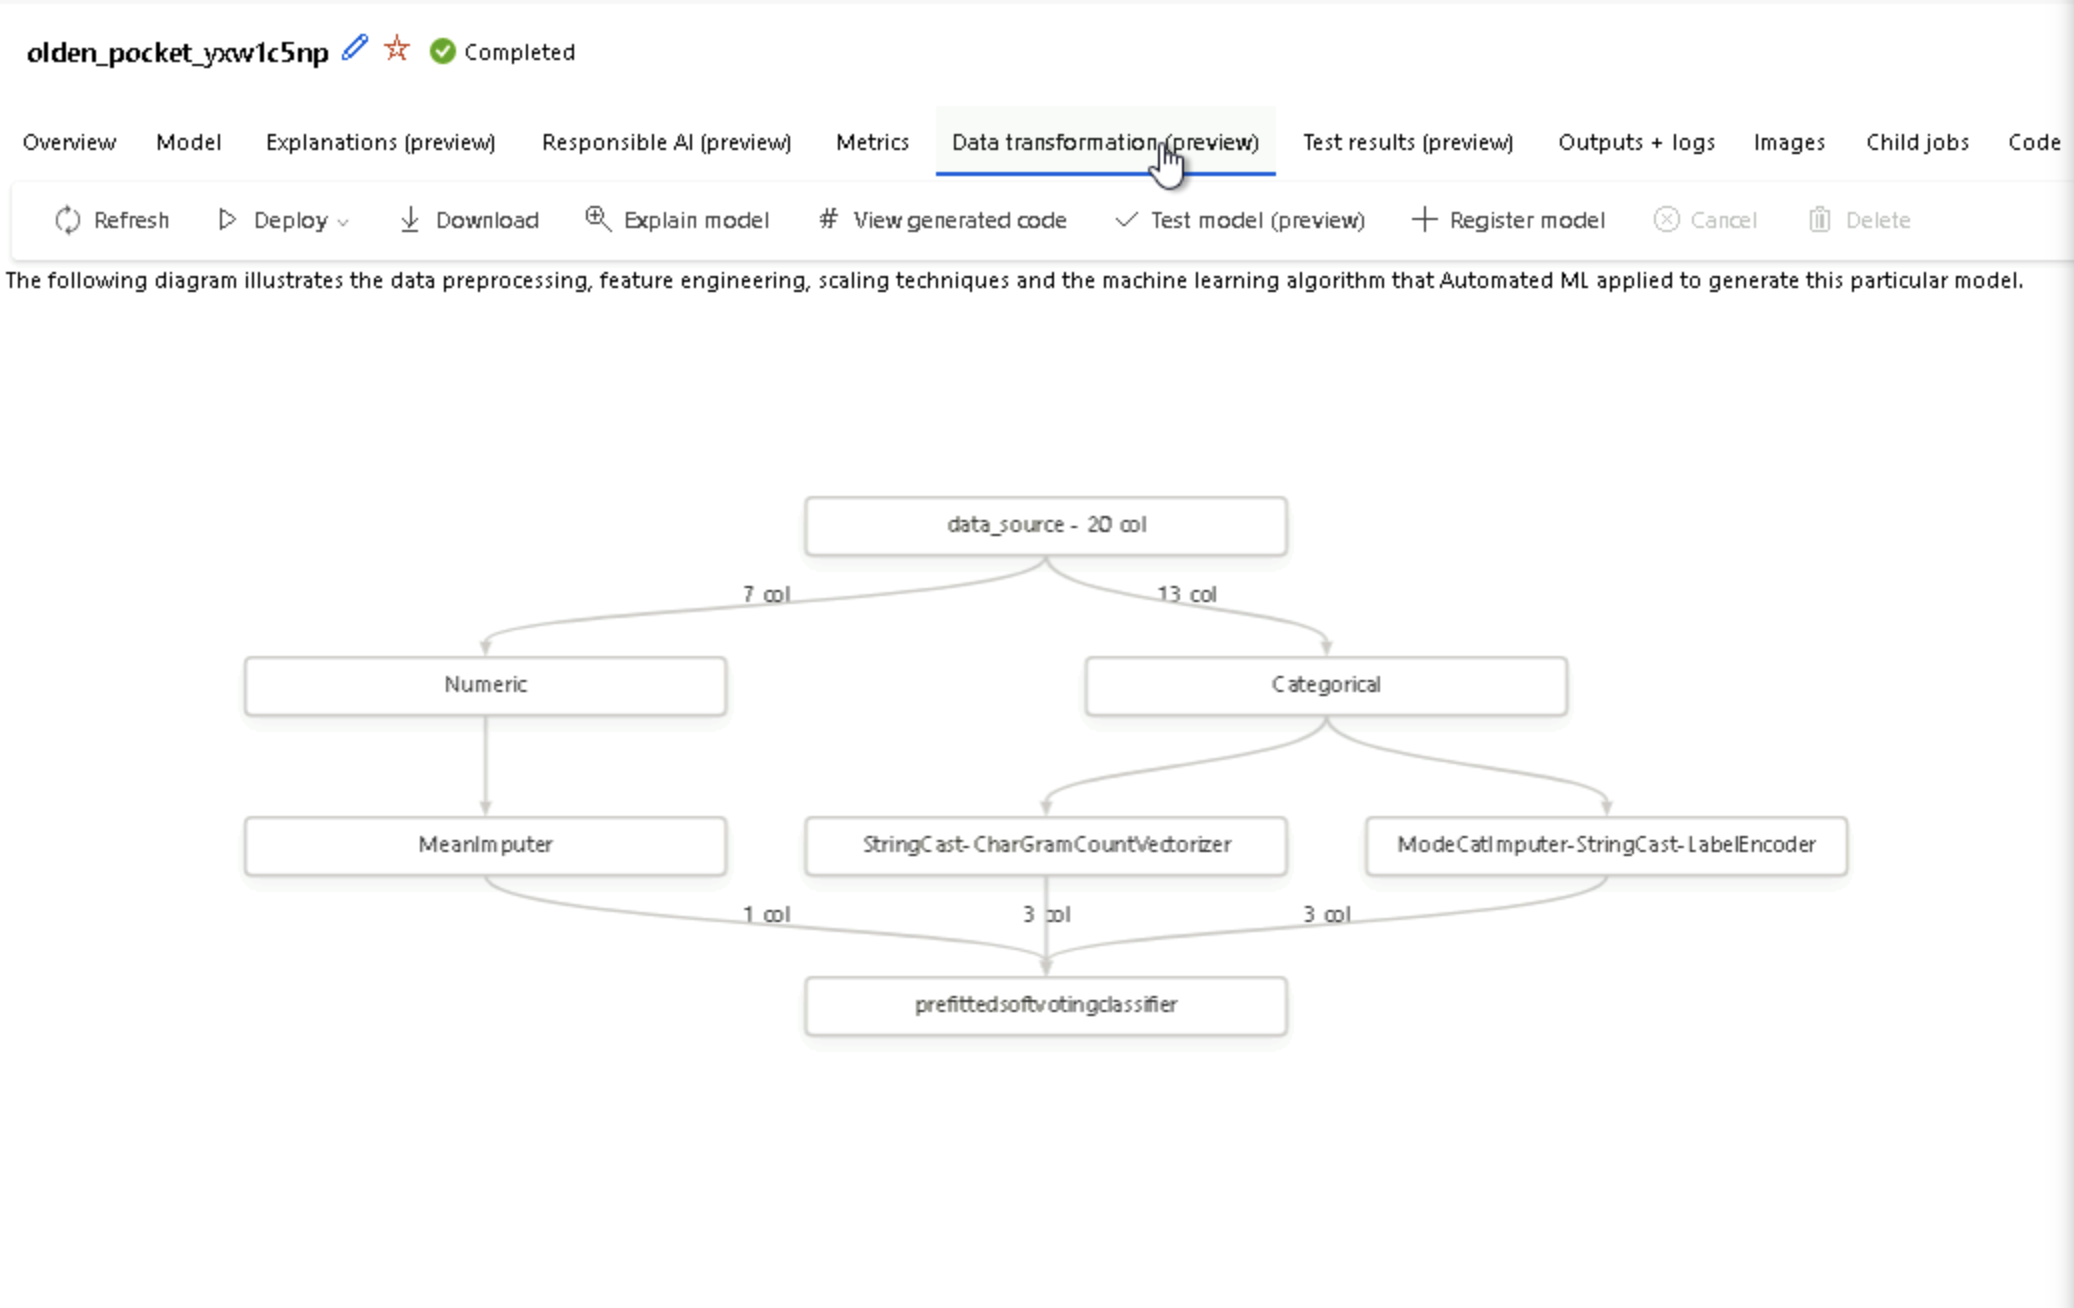 olden_pocket_yxw1c5np Completed
Overview Model Explanations (preview) Responsible AI (preview) Metrics Data transformation (preview) Test results (preview) Outputs + logs Images Child jobs Code
Refresh Deploy Download Explain model # View generated code Test model (preview) Register model Cancel Delete
The following diagram illustrates the data preprocessing, feature engineering, scaling techniques and the machine learning algorithm that Automated ML applied to generate this particular model.
data_source - 20 col
7 col 13 col
Numeric Categorical
MeanImputer StringCast-CharGramCountVectorizer ModeCatImputer-StringCast-LabelEncoder
1 col 3 col 3 col
prefittedsoftvotingclassifier